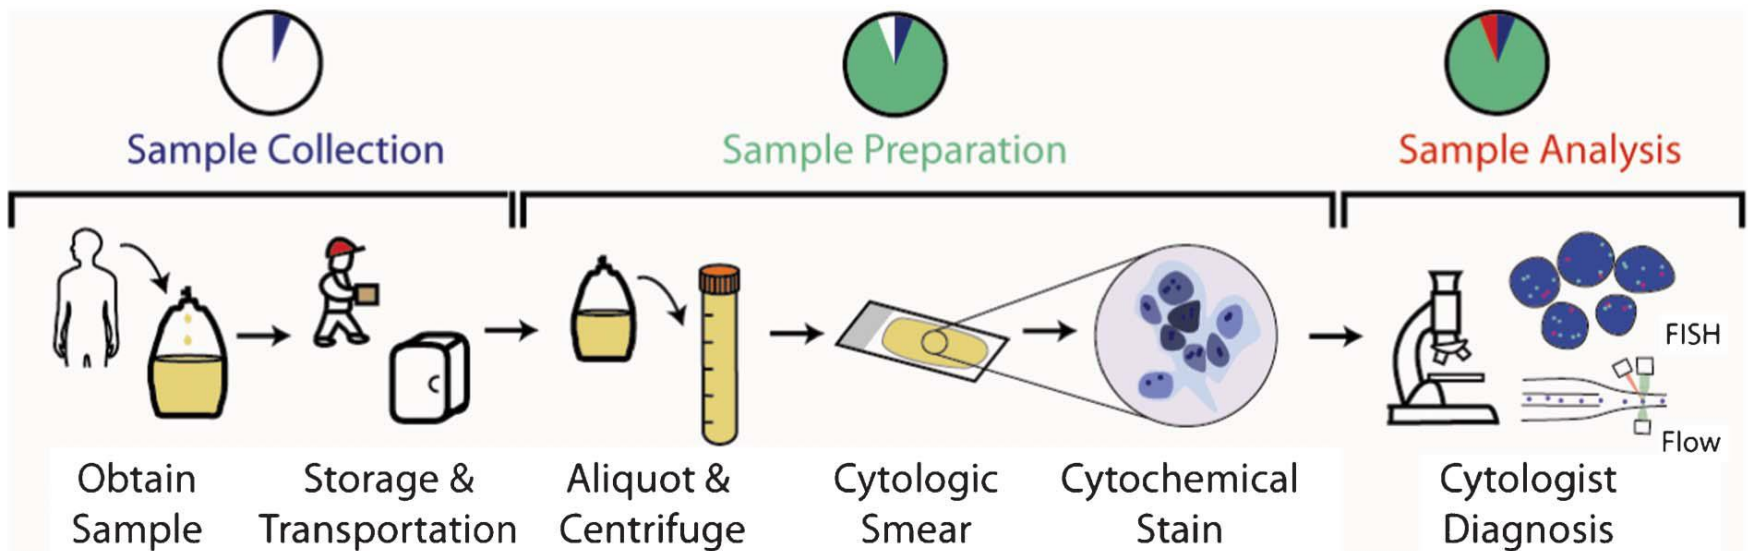 Sample Collection
Sample Preparation
Sample Analysis
FISH
Flow
Obtain
Sample
Storage &
Transportation
Aliquot &
Centrifuge
Cytologic
Smear
Cytochemical
Stain
Cytologist
Diagnosis